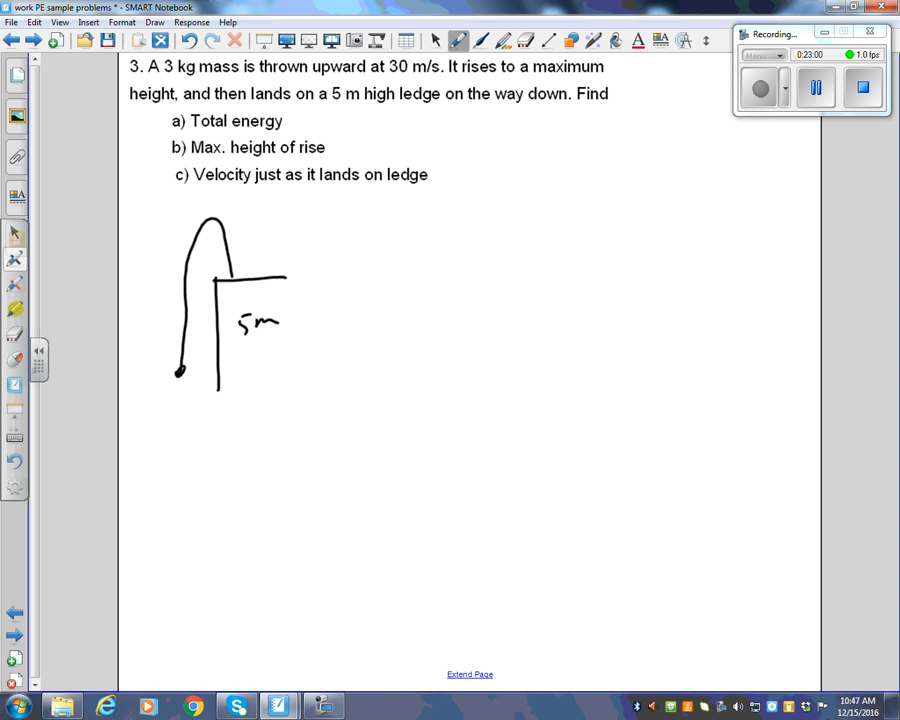 work PE sample problems * - SMART Notebook
File Edit View Insert Format Draw Response Help
Recording...
Menu
0:23:00
1.0 fps
3. A 3 kg mass is thrown upward at 30 m/s. It rises to a maximum
height, and then lands on a 5 m high ledge on the way down. Find
a) Total energy
b) Max. height of rise
c) Velocity just as it lands on ledge
5m
Extend Page
10:47 AM
12/15/2016